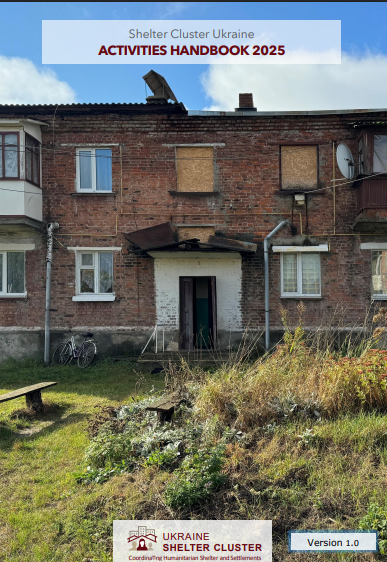 Shelter Cluster Ukraine
ACTIVITIES HANDBOOK 2025
UKRAINE
SHELTER CLUSTER
Coordinating Humanitarian Shelter and Settlements
Version 1.0